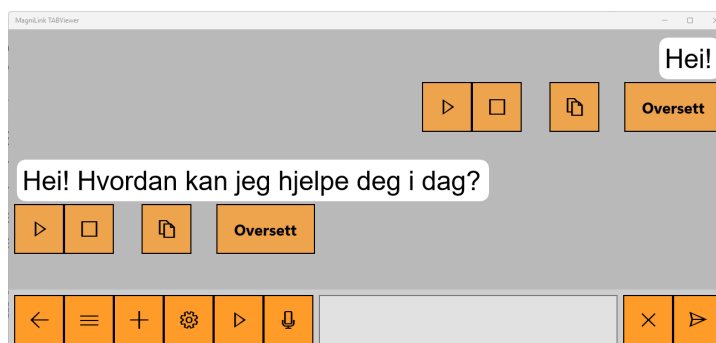 MagniLink TABViewer
Hei!
Oversett
Hei! Hvordan kan jeg hjelpe deg i dag?
Oversett